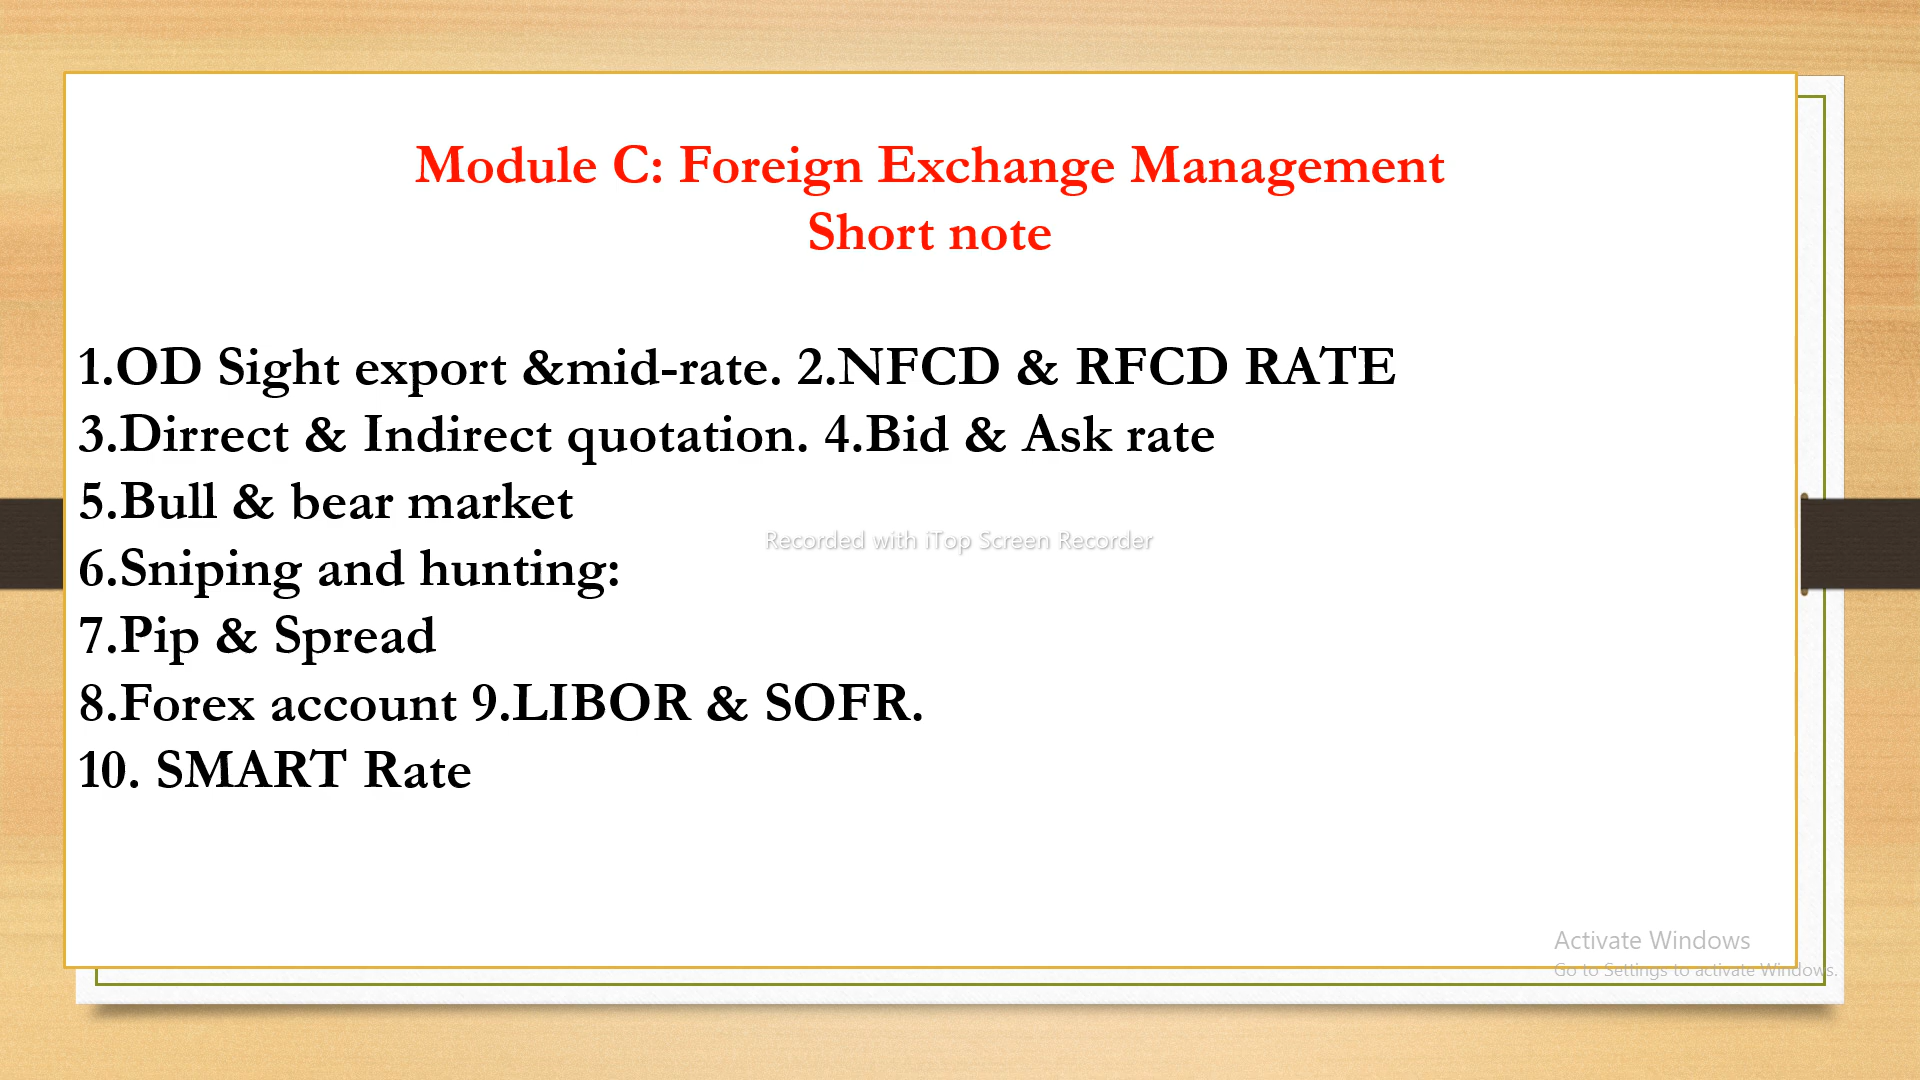 Module C: Foreign Exchange Management
Short note
1.OD Sight export &mid-rate. 2.NFCD & RFCD RATE
3.Dirrect & Indirect quotation. 4.Bid & Ask rate
5.Bull & bear market
Recorded with iTop Screen Recorder
6.Sniping and hunting:
7.Pip & Spread
8.Forex account 9.LIBOR & SOFR.
10. SMART Rate
Activate Windows
Go to Settings to activate Windows.